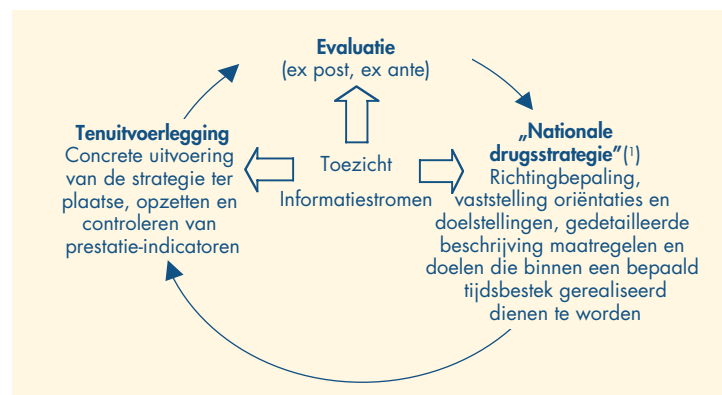 Evaluatie
(ex post, ex ante)
Tenuitvoerlegging
Concrete uitvoering
van de strategie ter
plaatse, opzetten en
controleren van
prestatie-indicatoren
Toezicht
Informatiestromen
„Nationale
drugsstrategie”(¹)
Richtingbepaling,
vaststelling oriëntaties en
doelstellingen, gedetailleerde
beschrijving maatregelen en
doelen die binnen een bepaald
tijdsbestek gerealiseerd
dienen te worden